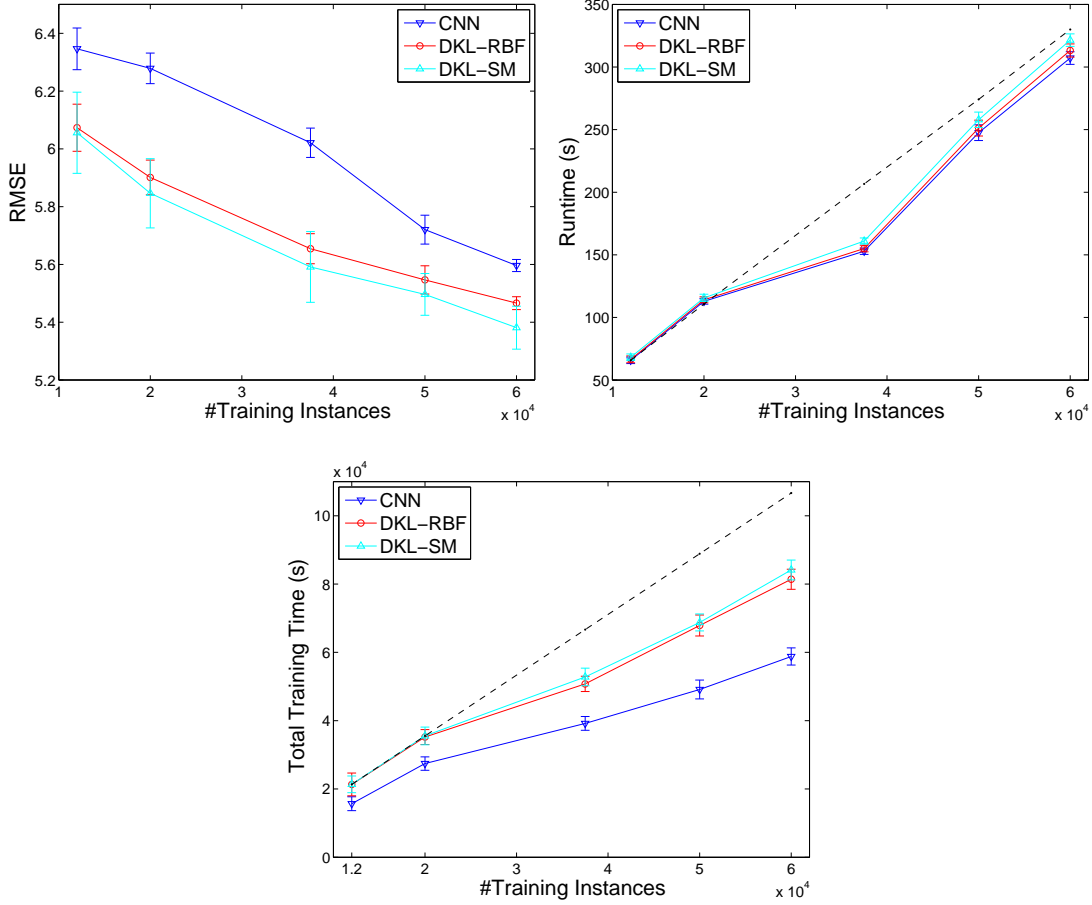 6.4
6.2
6
5.8
5.6
5.4
5.2
RMSE
1 2 3 4 5 6
x 10^4
#Training Instances
CNN
DKL−RBF
DKL−SM
350
300
250
200
150
100
50
Runtime (s)
1 2 3 4 5 6
x 10^4
#Training Instances
CNN
DKL−RBF
DKL−SM
x 10^4
10
8
6
4
2
0
Total Training Time (s)
1.2 2 3 4 5 6
x 10^4
#Training Instances
CNN
DKL−RBF
DKL−SM